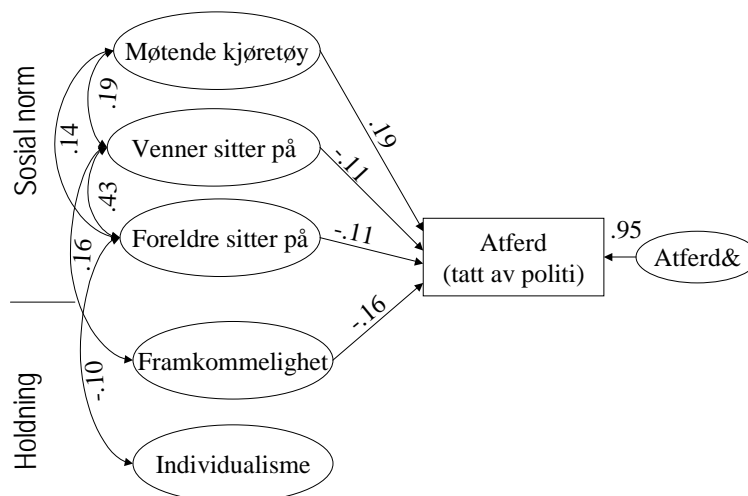 Sosial norm
Holdning
Møtende kjøretøy
Venner sitter på
Foreldre sitter på
Framkommelighet
Individualisme
.19
.14
.43
.16
-.10
.19
-.11
-.11
-.16
Atferd
(tatt av politi)
.95
Atferd&